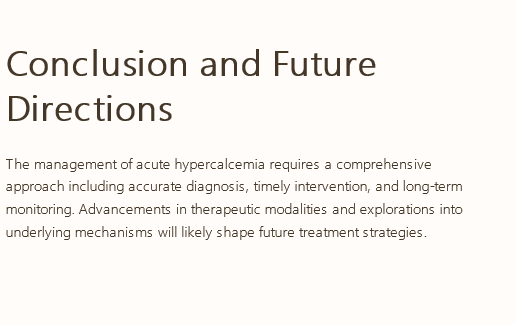 Conclusion and Future
Directions
The management of acute hypercalcemia requires a comprehensive
approach including accurate diagnosis, timely intervention, and long-term
monitoring. Advancements in therapeutic modalities and explorations into
underlying mechanisms will likely shape future treatment strategies.